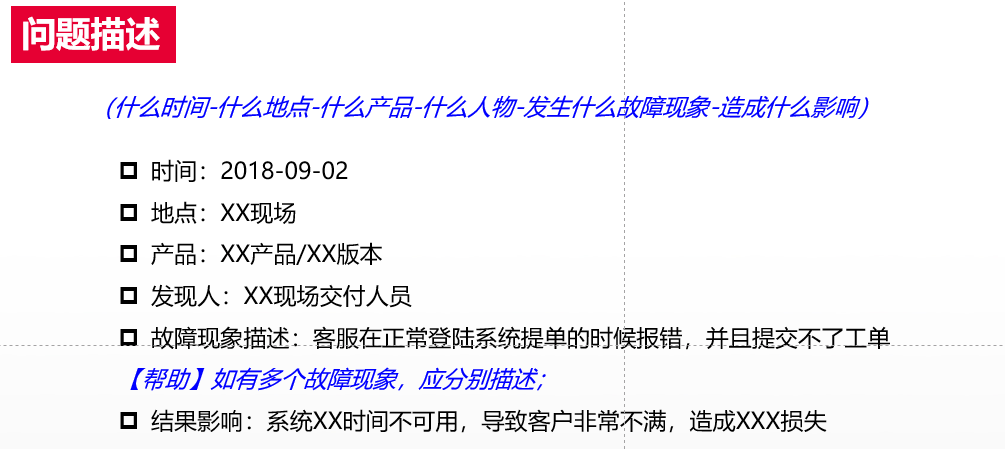 问题描述
(什么时间-什么地点-什么产品-什么人物-发生什么故障现象-造成什么影响)
时间：2018-09-02
地点：XX现场
产品：XX产品/XX版本
发现人：XX现场交付人员
故障现象描述：客服在正常登陆系统提单的时候报错，并且提交不了工单
【帮助】如有多个故障现象，应分别描述；
结果影响：系统XX时间不可用，导致客户非常不满，造成XXX损失